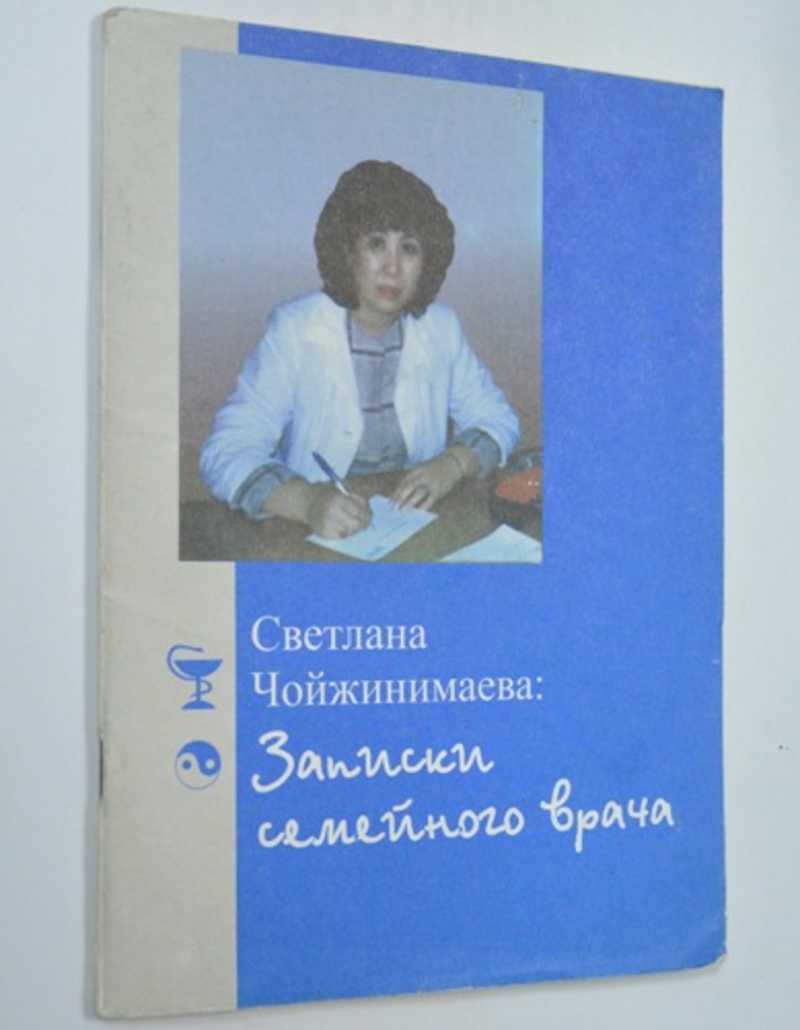 Светлана
Чойжинимаева:
Записки
семейного врача